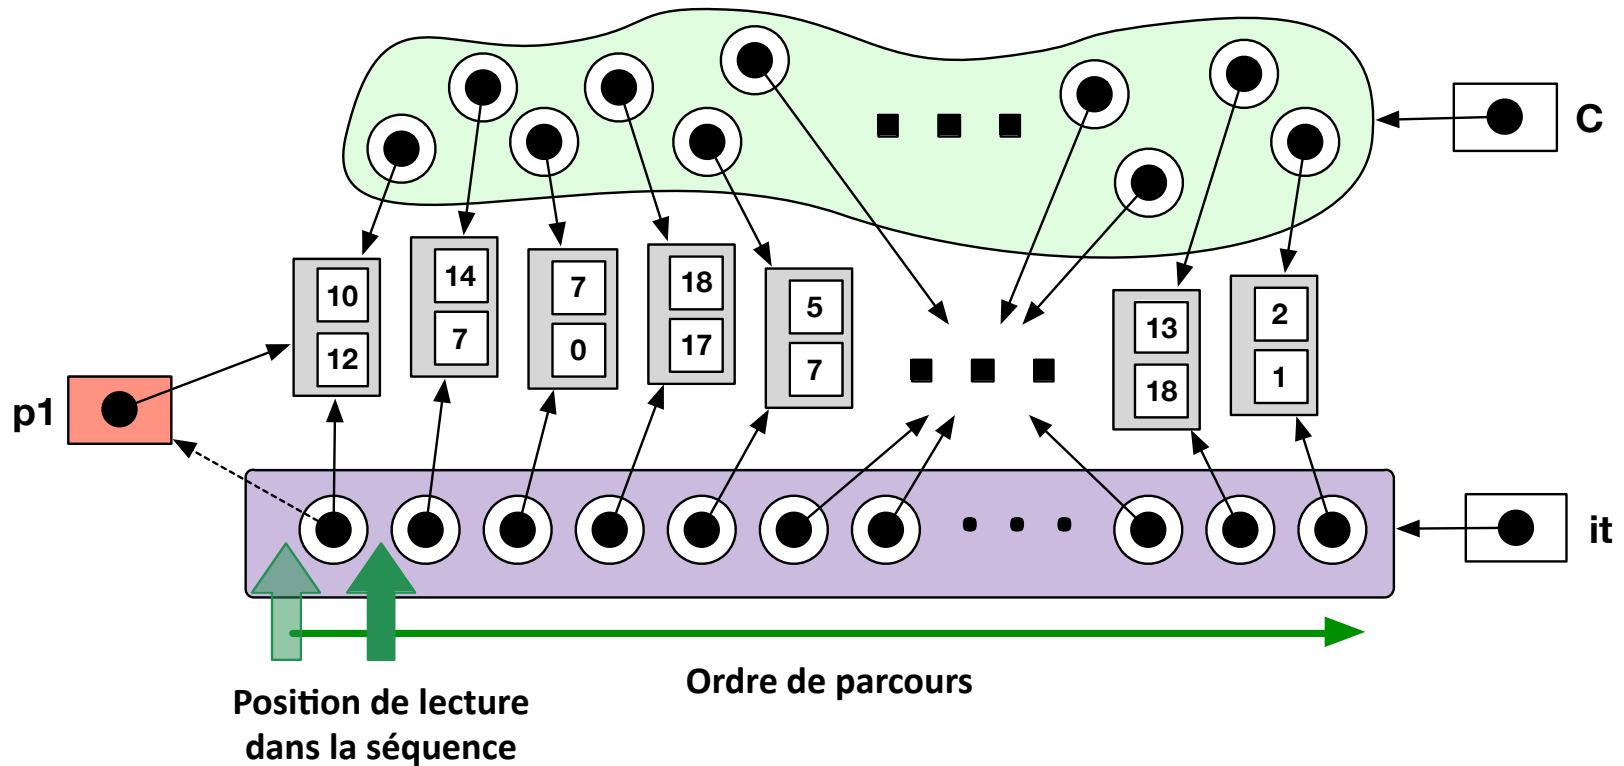 C
10
12
14
7
7
0
18
17
5
7
13
18
2
1
p1
it
Ordre de parcours
Position de lecture
dans la séquence